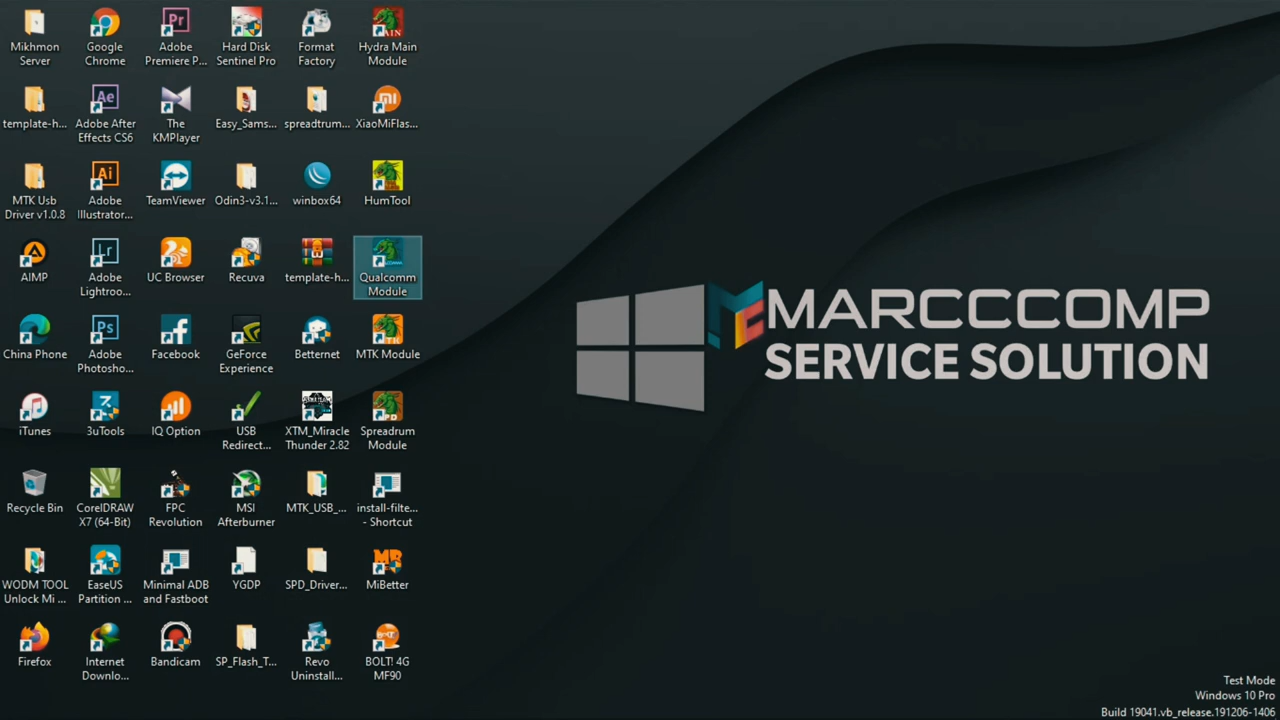 Mikhmon
Server
Google
Chrome
Adobe
Premiere P...
Hard Disk
Sentinel Pro
Format
Factory
Hydra Main
Module
template-h...
Adobe After
Effects CS6
The
KMPlayer
Easy_Sams...
spreadtrum...
XiaoMiFlas...
MTK Usb
Driver v1.0.8
Adobe
Illustrator...
TeamViewer
Odin3-v3.1...
winbox64
HumTool
AIMP
Adobe
Lightroo...
UC Browser
Recuva
template-h...
Qualcomm
Module
China Phone
Adobe
Photosho...
Facebook
GeForce
Experience
Betternet
MTK Module
iTunes
3uTools
IQ Option
USB
Redirect...
XTM_Miracle
Thunder 2.82
Spreadrum
Module
Recycle Bin
CorelDRAW
X7 (64-Bit)
FPC
Revolution
MSI
Afterburner
MTK_USB_...
install-filte...
- Shortcut
WODM TOOL
Unlock Mi ...
EaseUS
Partition ...
Minimal ADB
and Fastboot
YGDP
SPD_Driver...
MiBetter
Firefox
Internet
Downlo...
Bandicam
SP_Flash_T...
Revo
Uninstall...
BOLT! 4G
MF90
MARCCCOMP
SERVICE SOLUTION
Test Mode
Windows 10 Pro
Build 19041.vb_release.191206-1406